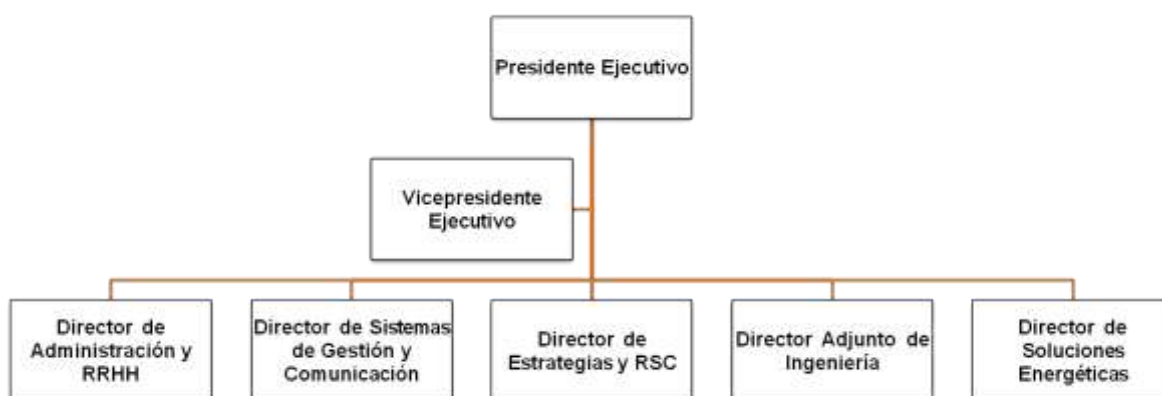 Presidente Ejecutivo
Vicepresidente
Ejecutivo
Director de
Administración y
RRHH
Director de Sistemas
de Gestión y
Comunicación
Director de
Estrategias y RSC
Director Adjunto de
Ingeniería
Director de
Soluciones
Energéticas